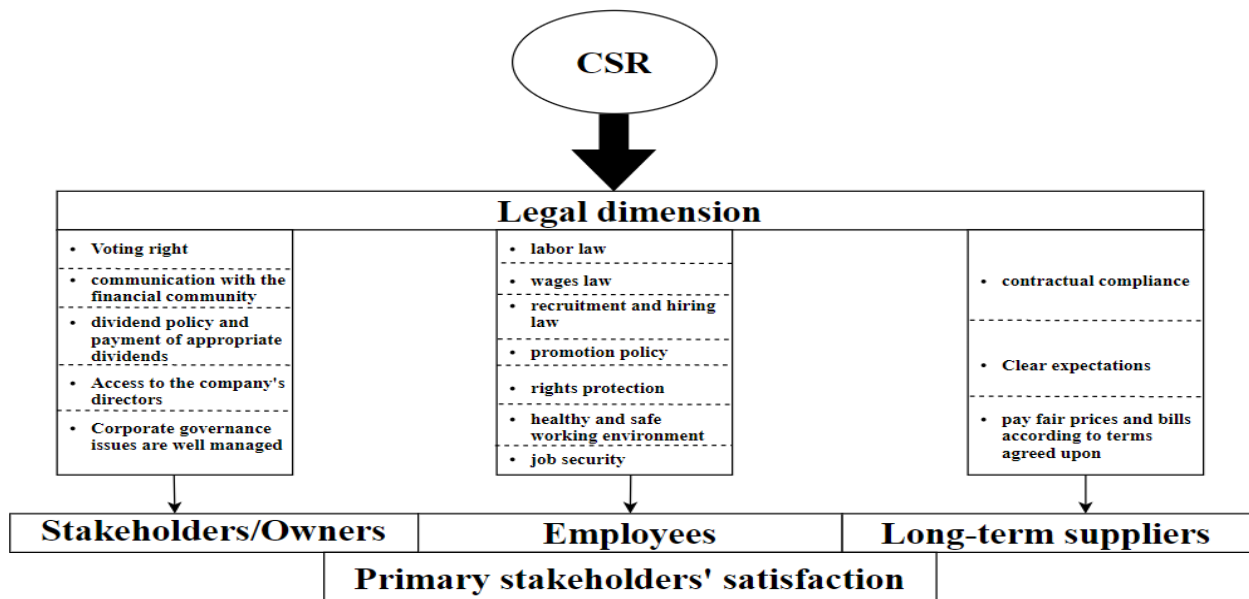 CSR
Legal dimension
• Voting right
• communication with the
financial community
• dividend policy and
payment of appropriate
dividends
• Access to the company's
directors
• Corporate governance
issues are well managed
• labor law
• wages law
• recruitment and hiring
law
• promotion policy
• rights protection
• healthy and safe
working environment
• job security
• contractual compliance
• Clear expectations
• pay fair prices and bills
according to terms
agreed upon
Stakeholders/Owners
Employees
Long-term suppliers
Primary stakeholders' satisfaction